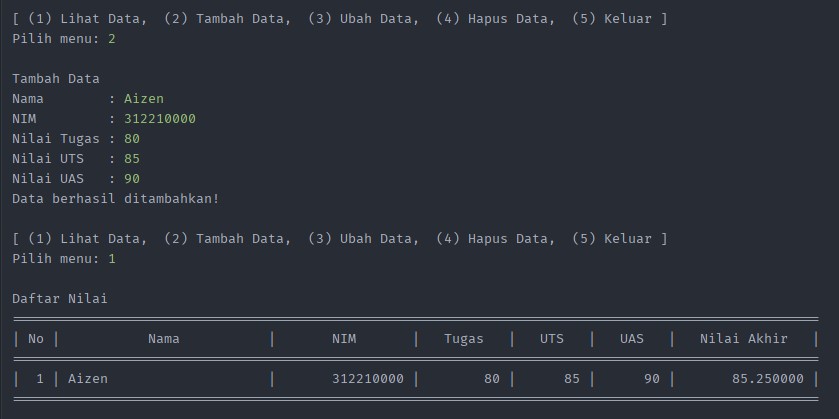 [ (1) Lihat Data,  (2) Tambah Data,  (3) Ubah Data,  (4) Hapus Data,  (5) Keluar ]
Pilih menu: 2
Tambah Data
Nama         : Aizen
NIM          : 312210000
Nilai Tugas : 80
Nilai UTS   : 85
Nilai UAS   : 90
Data berhasil ditambahkan!
[ (1) Lihat Data,  (2) Tambah Data,  (3) Ubah Data,  (4) Hapus Data,  (5) Keluar ]
Pilih menu: 1
Daftar Nilai
| No |           Nama           |       NIM       |   Tugas   |   UTS   |   UAS   |   Nilai Akhir   |
|  1 | Aizen                    |       312210000 |        80 |      85 |      90 |       85.250000 |